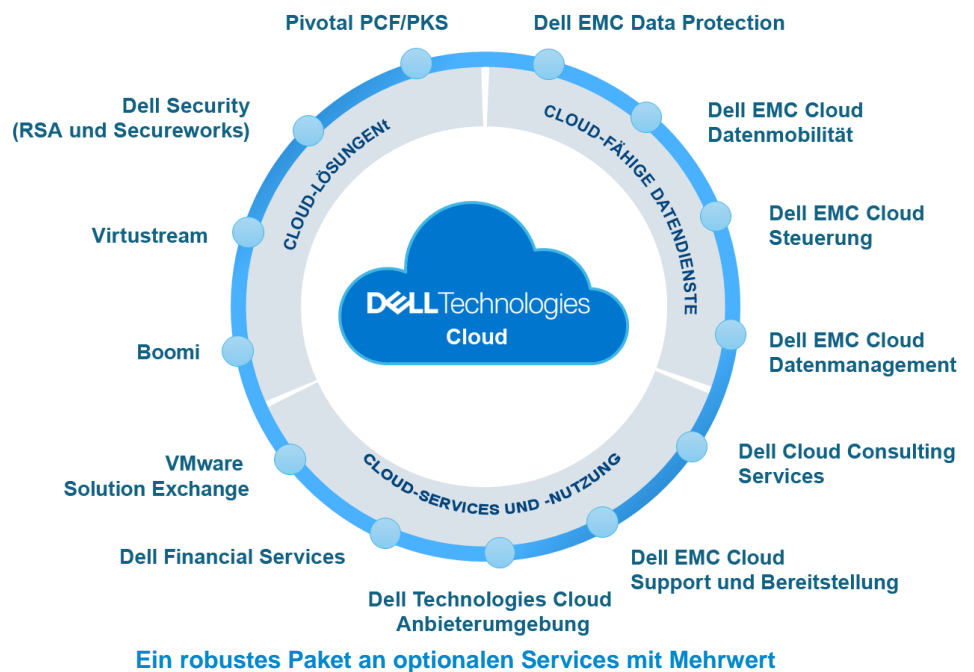 Pivotal PCF/PKS
Dell EMC Data Protection
Dell Security
(RSA und Secureworks)
Dell EMC Cloud
Datenmobilität
CLOUD-LÖSUNGENt
CLOUD-FÄHIGE DATENDIENSTE
Virtustream
Dell EMC Cloud
Steuerung
DELLTechnologies
Cloud
Boomi
Dell EMC Cloud
Datenmanagement
VMware
Solution Exchange
CLOUD-SERVICES UND -NUTZUNG
Dell Cloud Consulting
Services
Dell Financial Services
Dell EMC Cloud
Support und Bereitstellung
Dell Technologies Cloud
Anbieterumgebung
Ein robustes Paket an optionalen Services mit Mehrwert